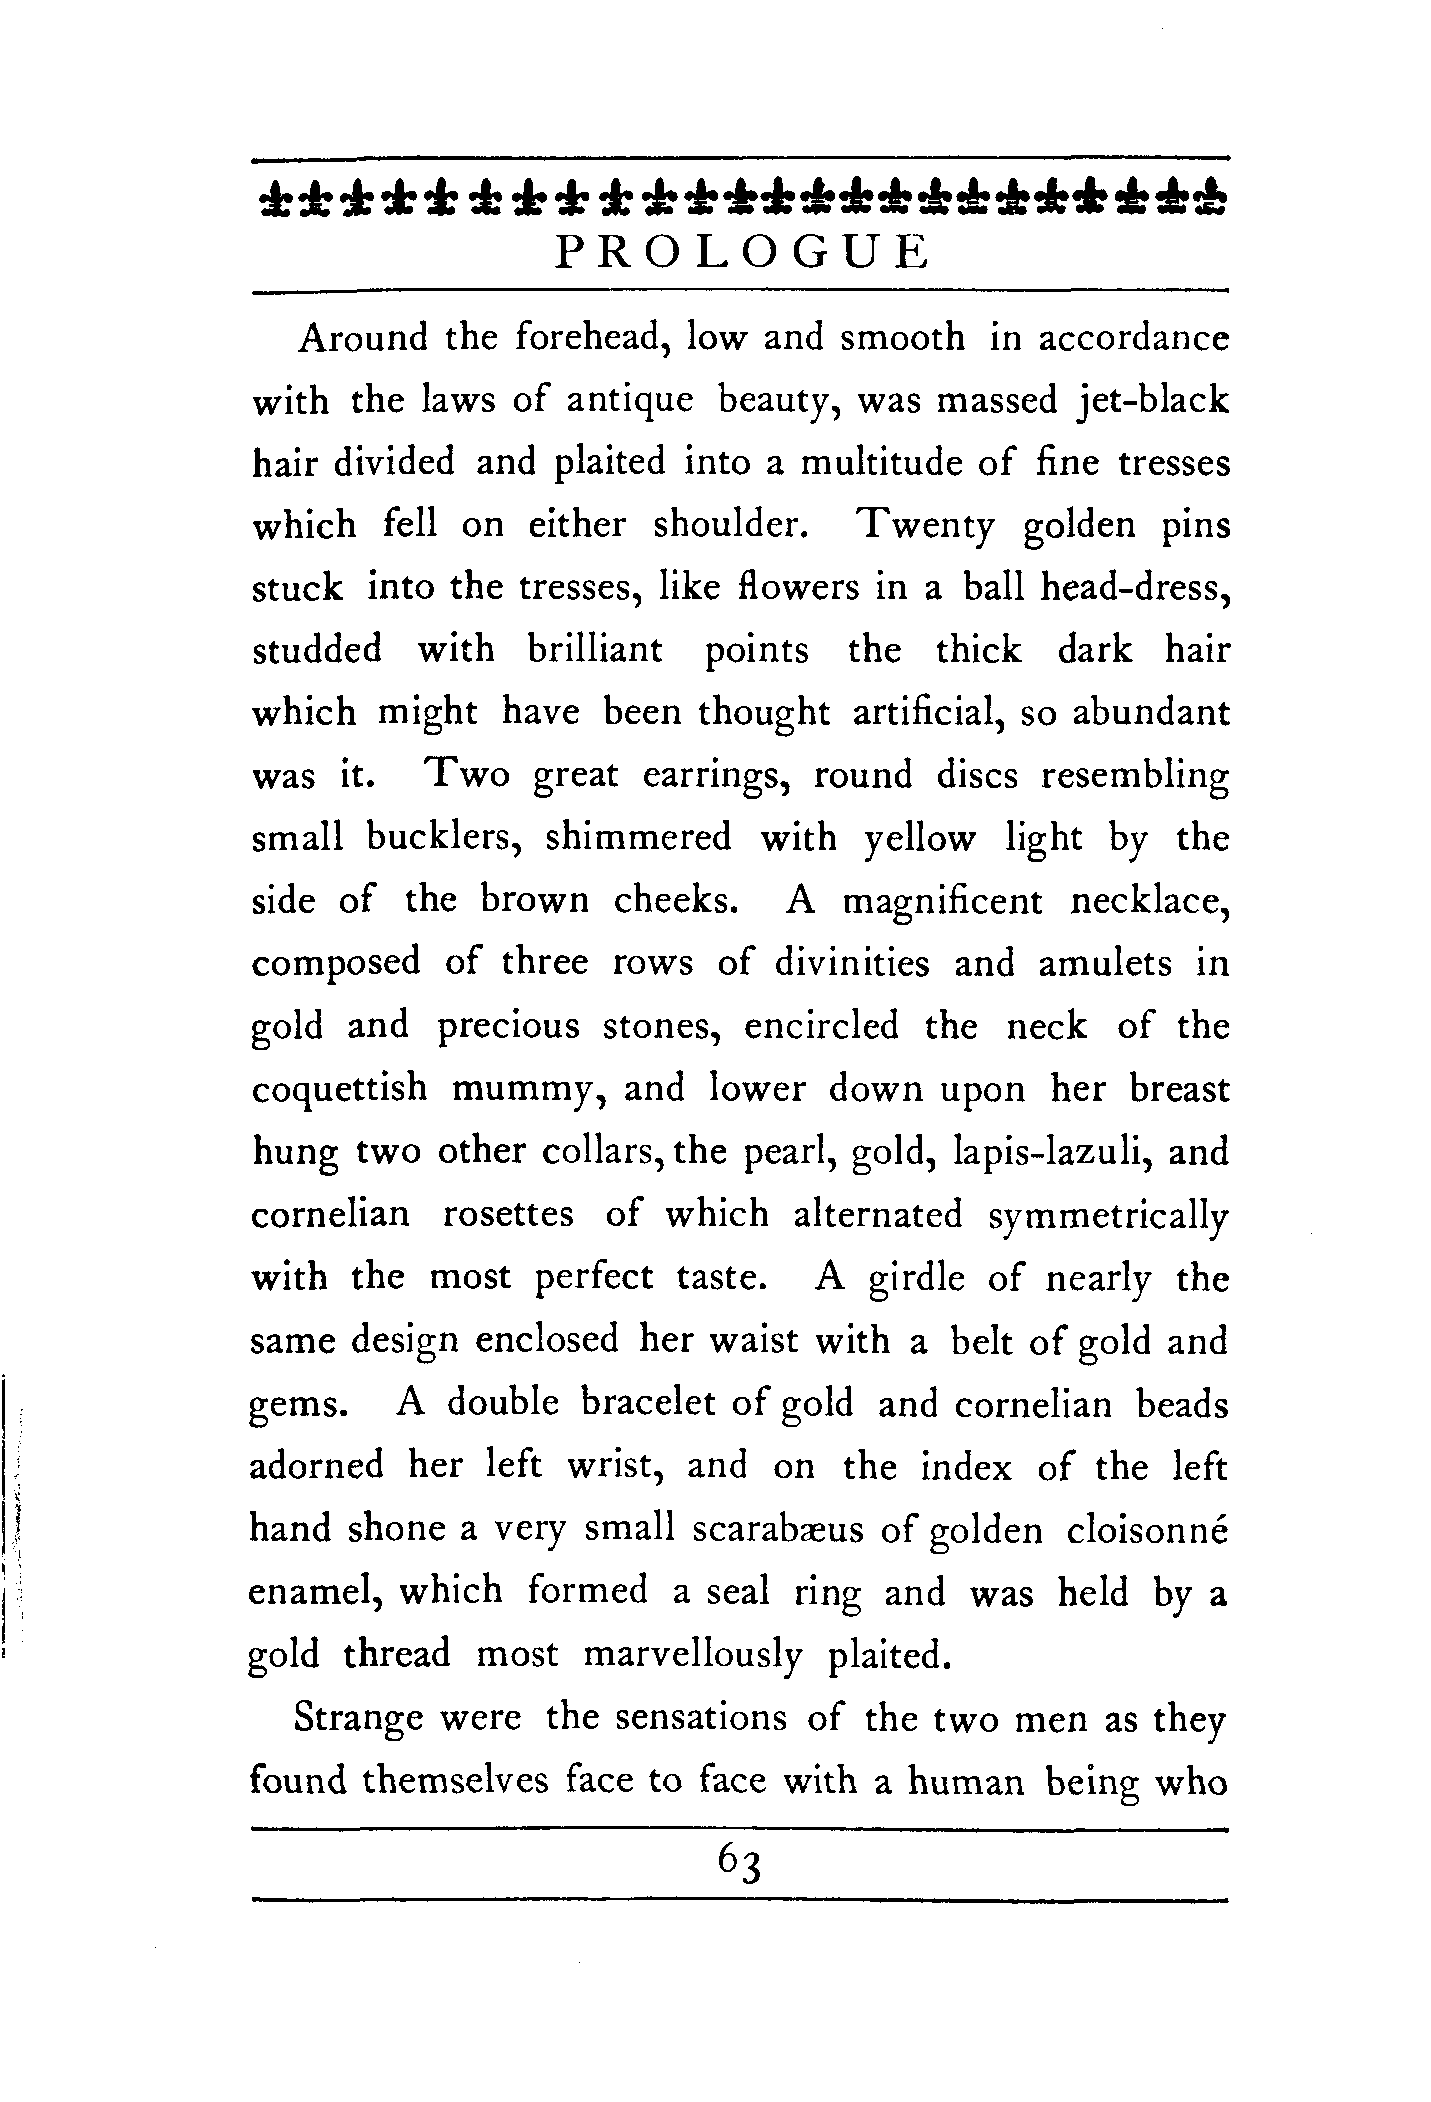 PROLOGUE
Around the forehead, low and smooth in accordance
with the laws of antique beauty, was massed jet-black
hair divided and plaited into a multitude of fine tresses
which fell on either shoulder. Twenty golden pins
stuck into the tresses, like flowers in a ball head-dress,
studded with brilliant points the thick dark hair
which might have been thought artificial, so abundant
was it. Two great earrings, round discs resembling
small bucklers, shimmered with yellow light by the
side of the brown cheeks. A magnificent necklace,
composed of three rows of divinities and amulets in
gold and precious stones, encircled the neck of the
coquettish mummy, and lower down upon her breast
hung two other collars, the pearl, gold, lapis-lazuli, and
cornelian rosettes of which alternated symmetrically
with the most perfect taste. A girdle of nearly the
same design enclosed her waist with a belt of gold and
gems. A double bracelet of gold and cornelian beads
adorned her left wrist, and on the index of the left
hand shone a very small scarabæus of golden cloisonné
enamel, which formed a seal ring and was held by a
gold thread most marvellously plaited.
Strange were the sensations of the two men as they
found themselves face to face with a human being who
63